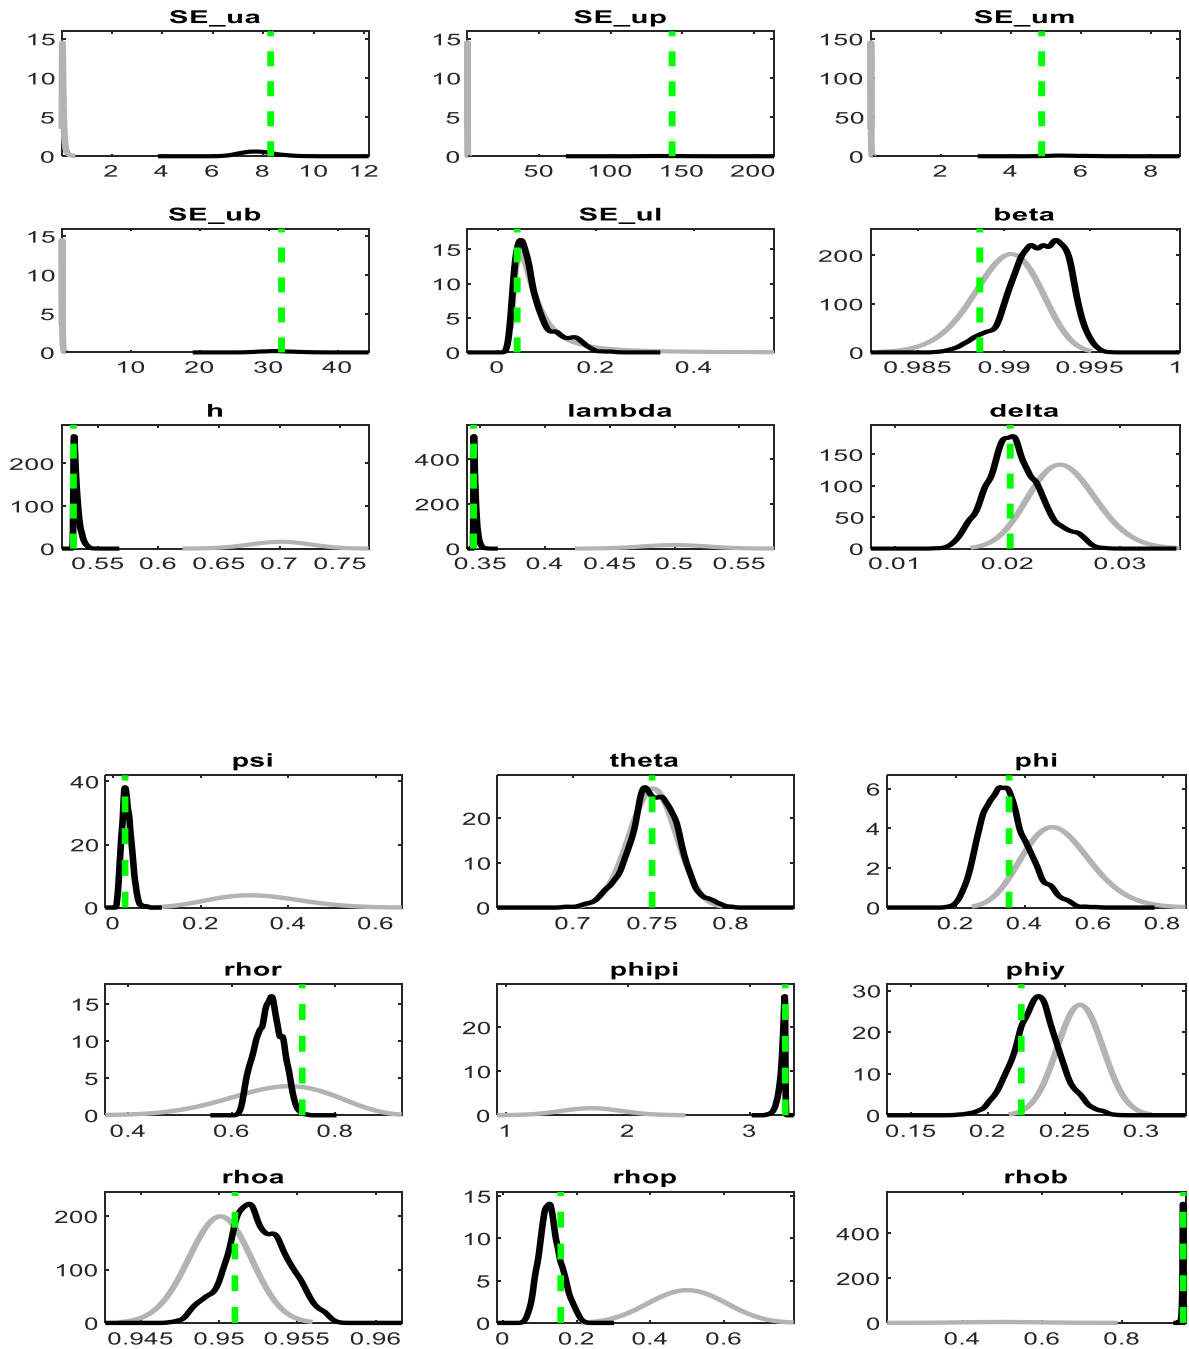 SE_ua SE_up SE_um
15 15 150
10 10 100
5 5 50
0 0 0
2 4 6 8 10 12 50 100 150 200 2 4 6 8
SE_ub SE_ul beta
15 15 200
10 10
5 5 100
0 0 0
10 20 30 40 0 0.2 0.4 0.985 0.99 0.995 1
h lambda delta
200 400 150
100 200 100
50
0 0 0
0.55 0.6 0.65 0.7 0.75 0.35 0.4 0.45 0.5 0.55 0.01 0.02 0.03
psi theta phi
40 6
20 20 4
10 2
0 0 0
0 0.2 0.4 0.6 0.7 0.75 0.8 0.2 0.4 0.6 0.8
rhor phipi phiy
15 20 30
10 20
5 10 10
0 0 0
0.4 0.6 0.8 1 2 3 0.15 0.2 0.25 0.3
rhoa rhop rhob
200 15 400
10
100 5 200
0 0 0
0.945 0.95 0.955 0.96 0 0.2 0.4 0.6 0.4 0.6 0.8